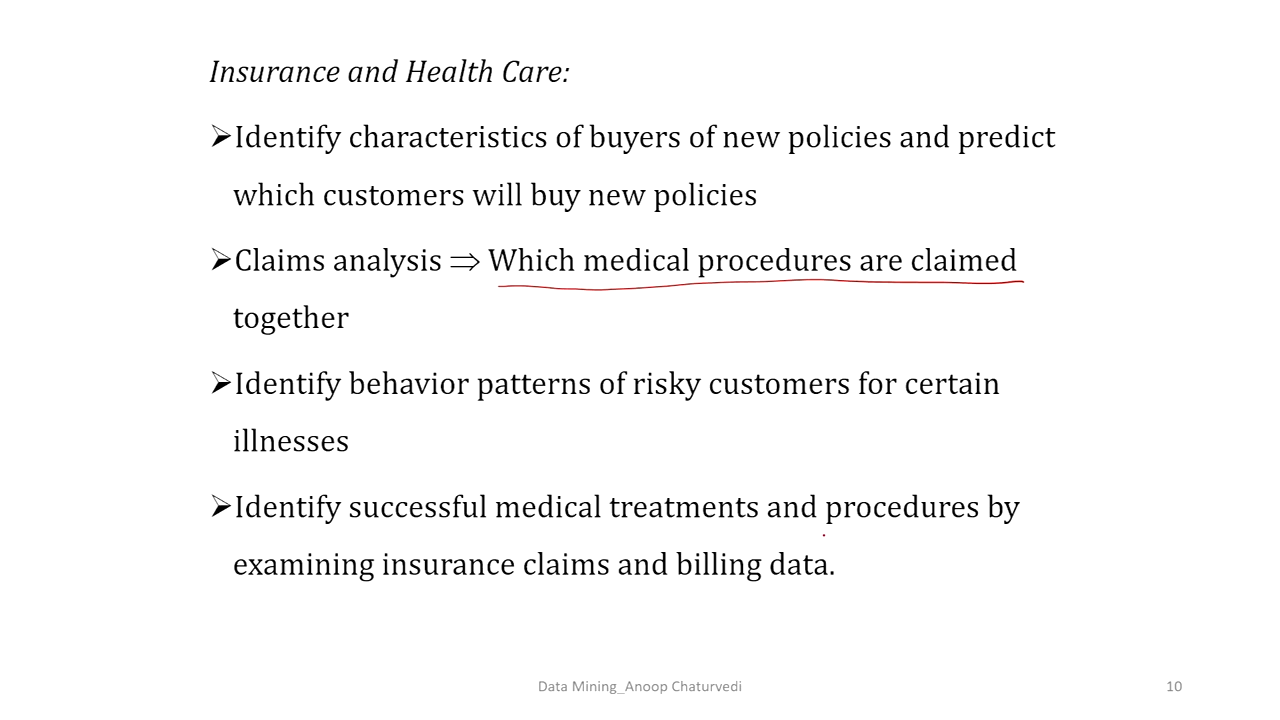 Insurance and Health Care:
➢Identify characteristics of buyers of new policies and predict
which customers will buy new policies
➢Claims analysis ⇒ Which medical procedures are claimed
together
➢Identify behavior patterns of risky customers for certain
illnesses
➢Identify successful medical treatments and procedures by
examining insurance claims and billing data.
Data Mining_Anoop Chaturvedi
10